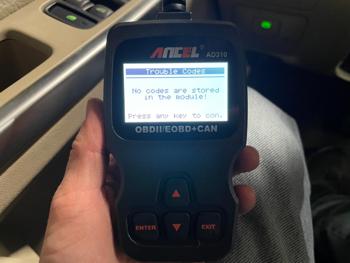 ANCEL AD310
Trouble Codes
No codes are stored
in the module!
Press any key to con.
OBDII/EOBD+CAN
ENTER
EXIT